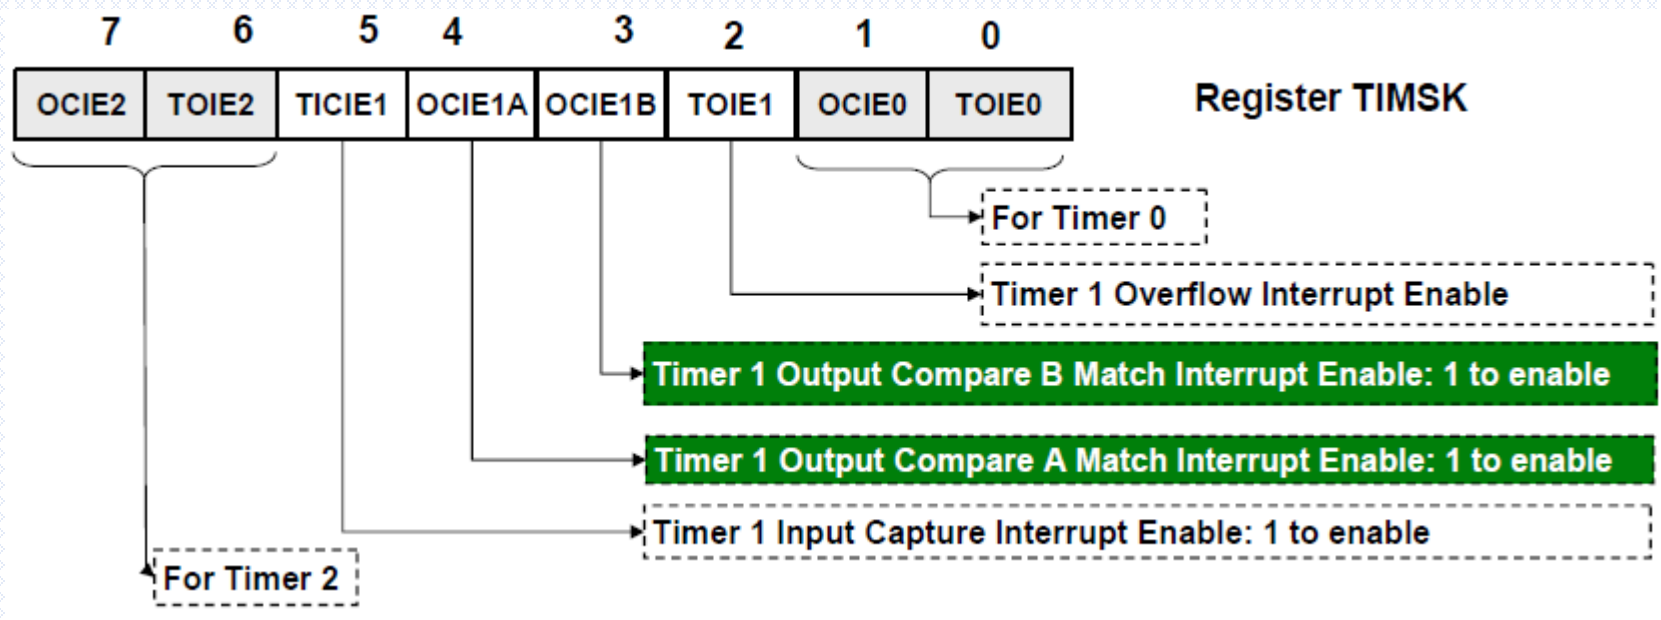 7 6 5 4 3 2 1 0
OCIE2 TOIE2 TICIE1 OCIE1A OCIE1B TOIE1 OCIE0 TOIE0
Register TIMSK
For Timer 0
Timer 1 Overflow Interrupt Enable
Timer 1 Output Compare B Match Interrupt Enable: 1 to enable
Timer 1 Output Compare A Match Interrupt Enable: 1 to enable
Timer 1 Input Capture Interrupt Enable: 1 to enable
For Timer 2